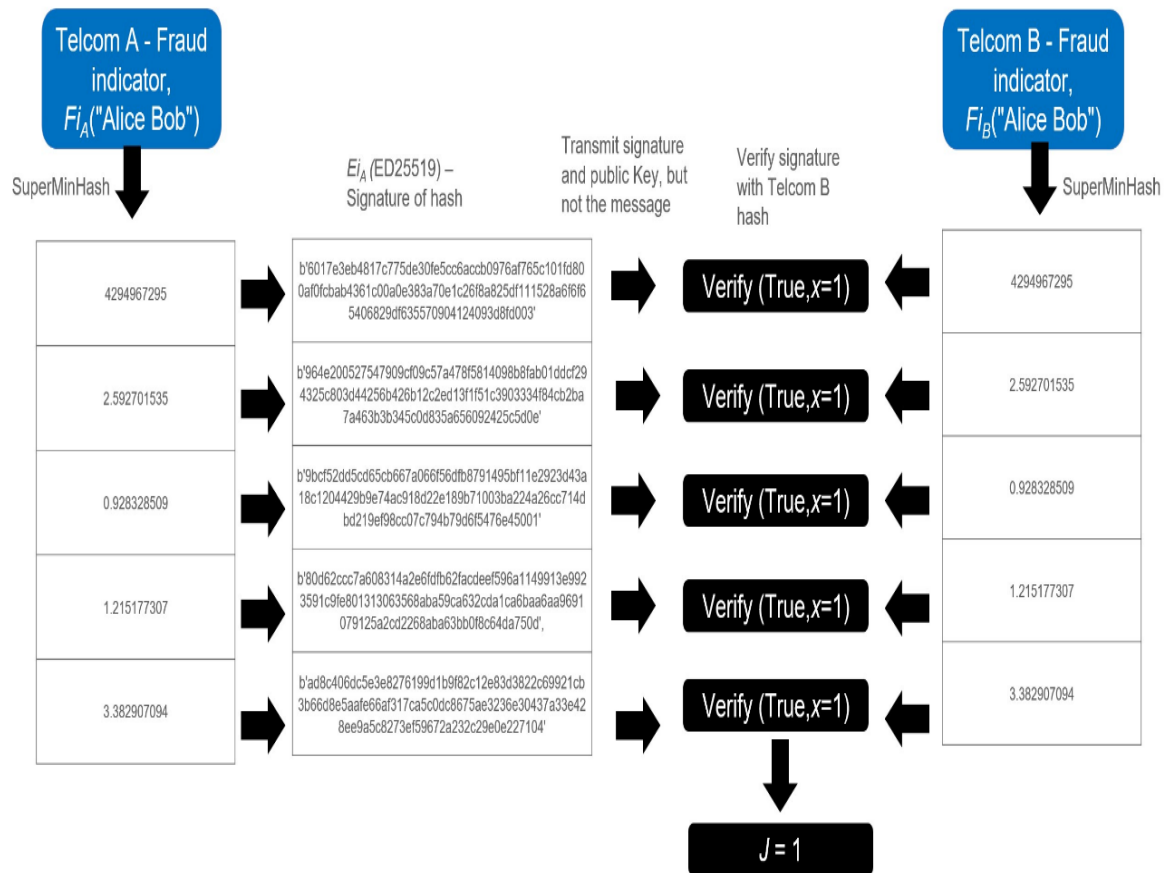 Telcom A - Fraud
indicator,
FiA("Alice Bob")
Telcom B - Fraud
indicator,
FiB("Alice Bob")
SuperMinHash
EiA (ED25519) –
Signature of hash
Transmit signature
and public Key, but
not the message
Verify signature
with Telcom B
hash
SuperMinHash
4294967295
b'6017e3eb4817c775de30fe5cc6accb0976af765c101fd80
0af0fcbab4361c00a0e383a70e1c26f8a825df111528a6f6f6
5406829df635570904124093d8fd003'
Verify (True,x=1)
4294967295
2.592701535
b'964e200527547909cf09c57a478f5814098b8fab01ddcf29
4325c803d44256b426b12c2ed13f1f51c3903334f84cb2ba
7a463b3b345c0d835a656092425c5d0e'
Verify (True,x=1)
2.592701535
0.928328509
b'9bcf52dd5cd65cb667a066f56dfb8791495bf11e2923d43a
18c1204429b9e74ac918d22e189b71003ba224a26cc714d
bd219ef98cc07c794b79d6f5476e45001'
Verify (True,x=1)
0.928328509
1.215177307
b'80d62ccc7a608314a2e6fdfb62facdeef596a1149913e992
3591c9fe801313063568aba59ca632cda1ca6baa6aa9691
079125a2cd2268aba63bb0f8c64da750d',
Verify (True,x=1)
1.215177307
3.382907094
b'ad8c406dc5e3e8276199d1b9f82c12e83d3822c69921cb
3b66d8e5aafe66af317ca5c0dc8675ae3236e30437a33e42
8ee9a5c8273ef59672a232c29e0e227104'
Verify (True,x=1)
3.382907094
J = 1